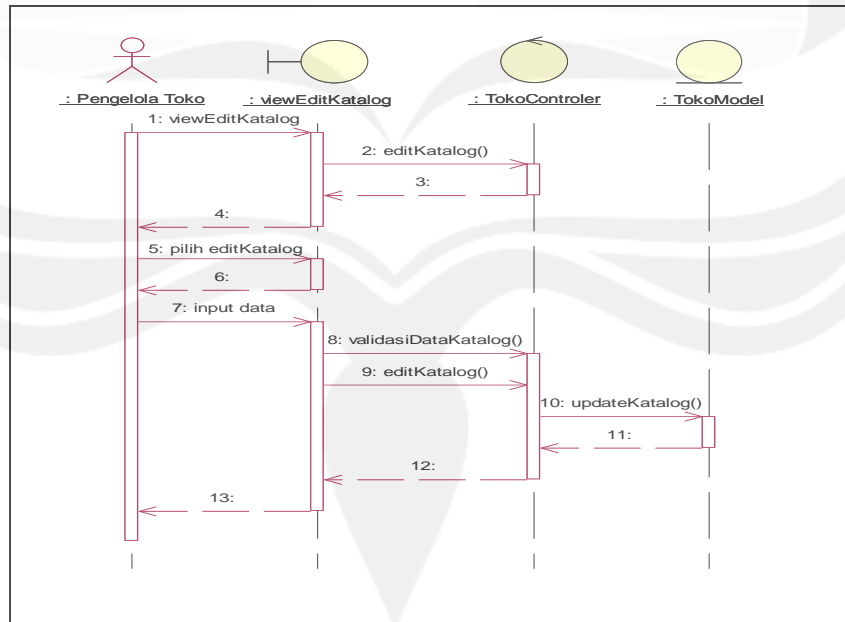 : Pengelola Toko : viewEditKatalog : TokoControler : TokoModel
1: viewEditKatalog
2: editKatalog()
3:
4:
5: pilih editKatalog
6:
7: input data
8: validasiDataKatalog()
9: editKatalog()
10: updateKatalog()
11:
12:
13: